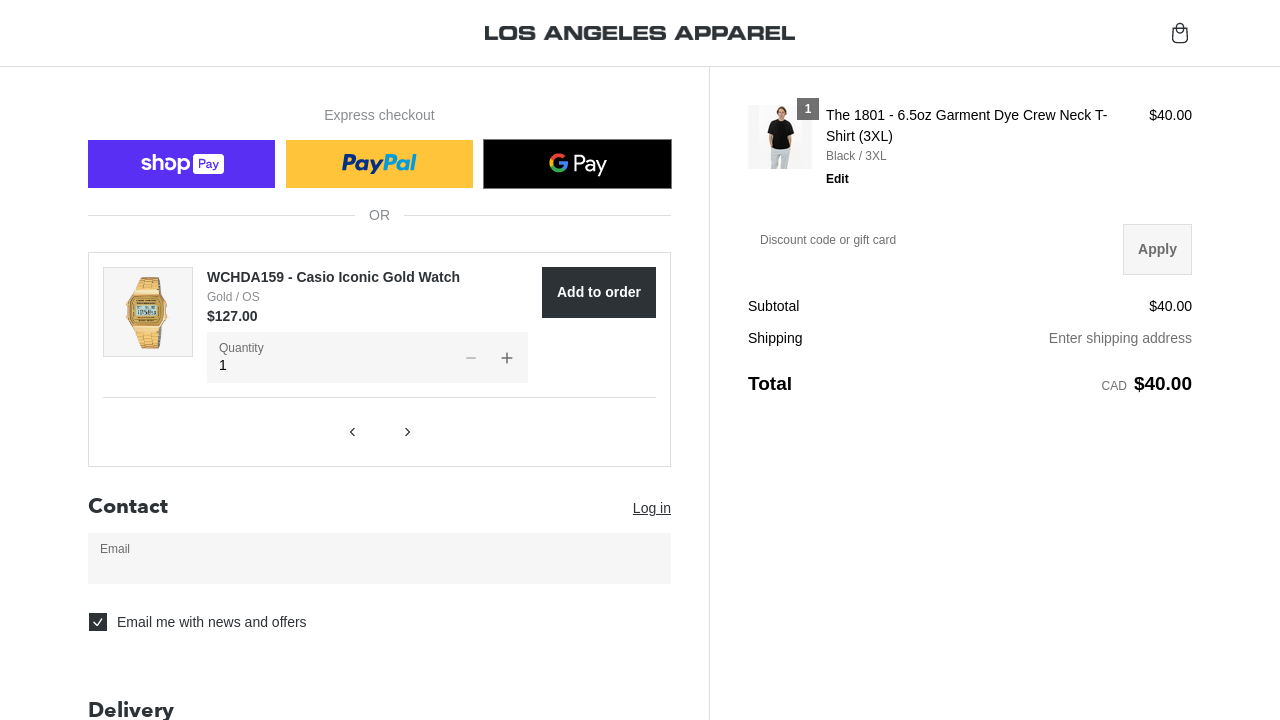 LOS ANGELES APPAREL
Express checkout
shop Pay
PayPal
G Pay
OR
WCHDA159 - Casio Iconic Gold Watch
Gold / OS
$127.00
Add to order
Quantity
1
Contact
Log in
Email
Email me with news and offers
Delivery
1
The 1801 - 6.5oz Garment Dye Crew Neck T-
Shirt (3XL)
$40.00
Black / 3XL
Edit
Discount code or gift card
Apply
Subtotal
$40.00
Shipping
Enter shipping address
Total
CAD $40.00